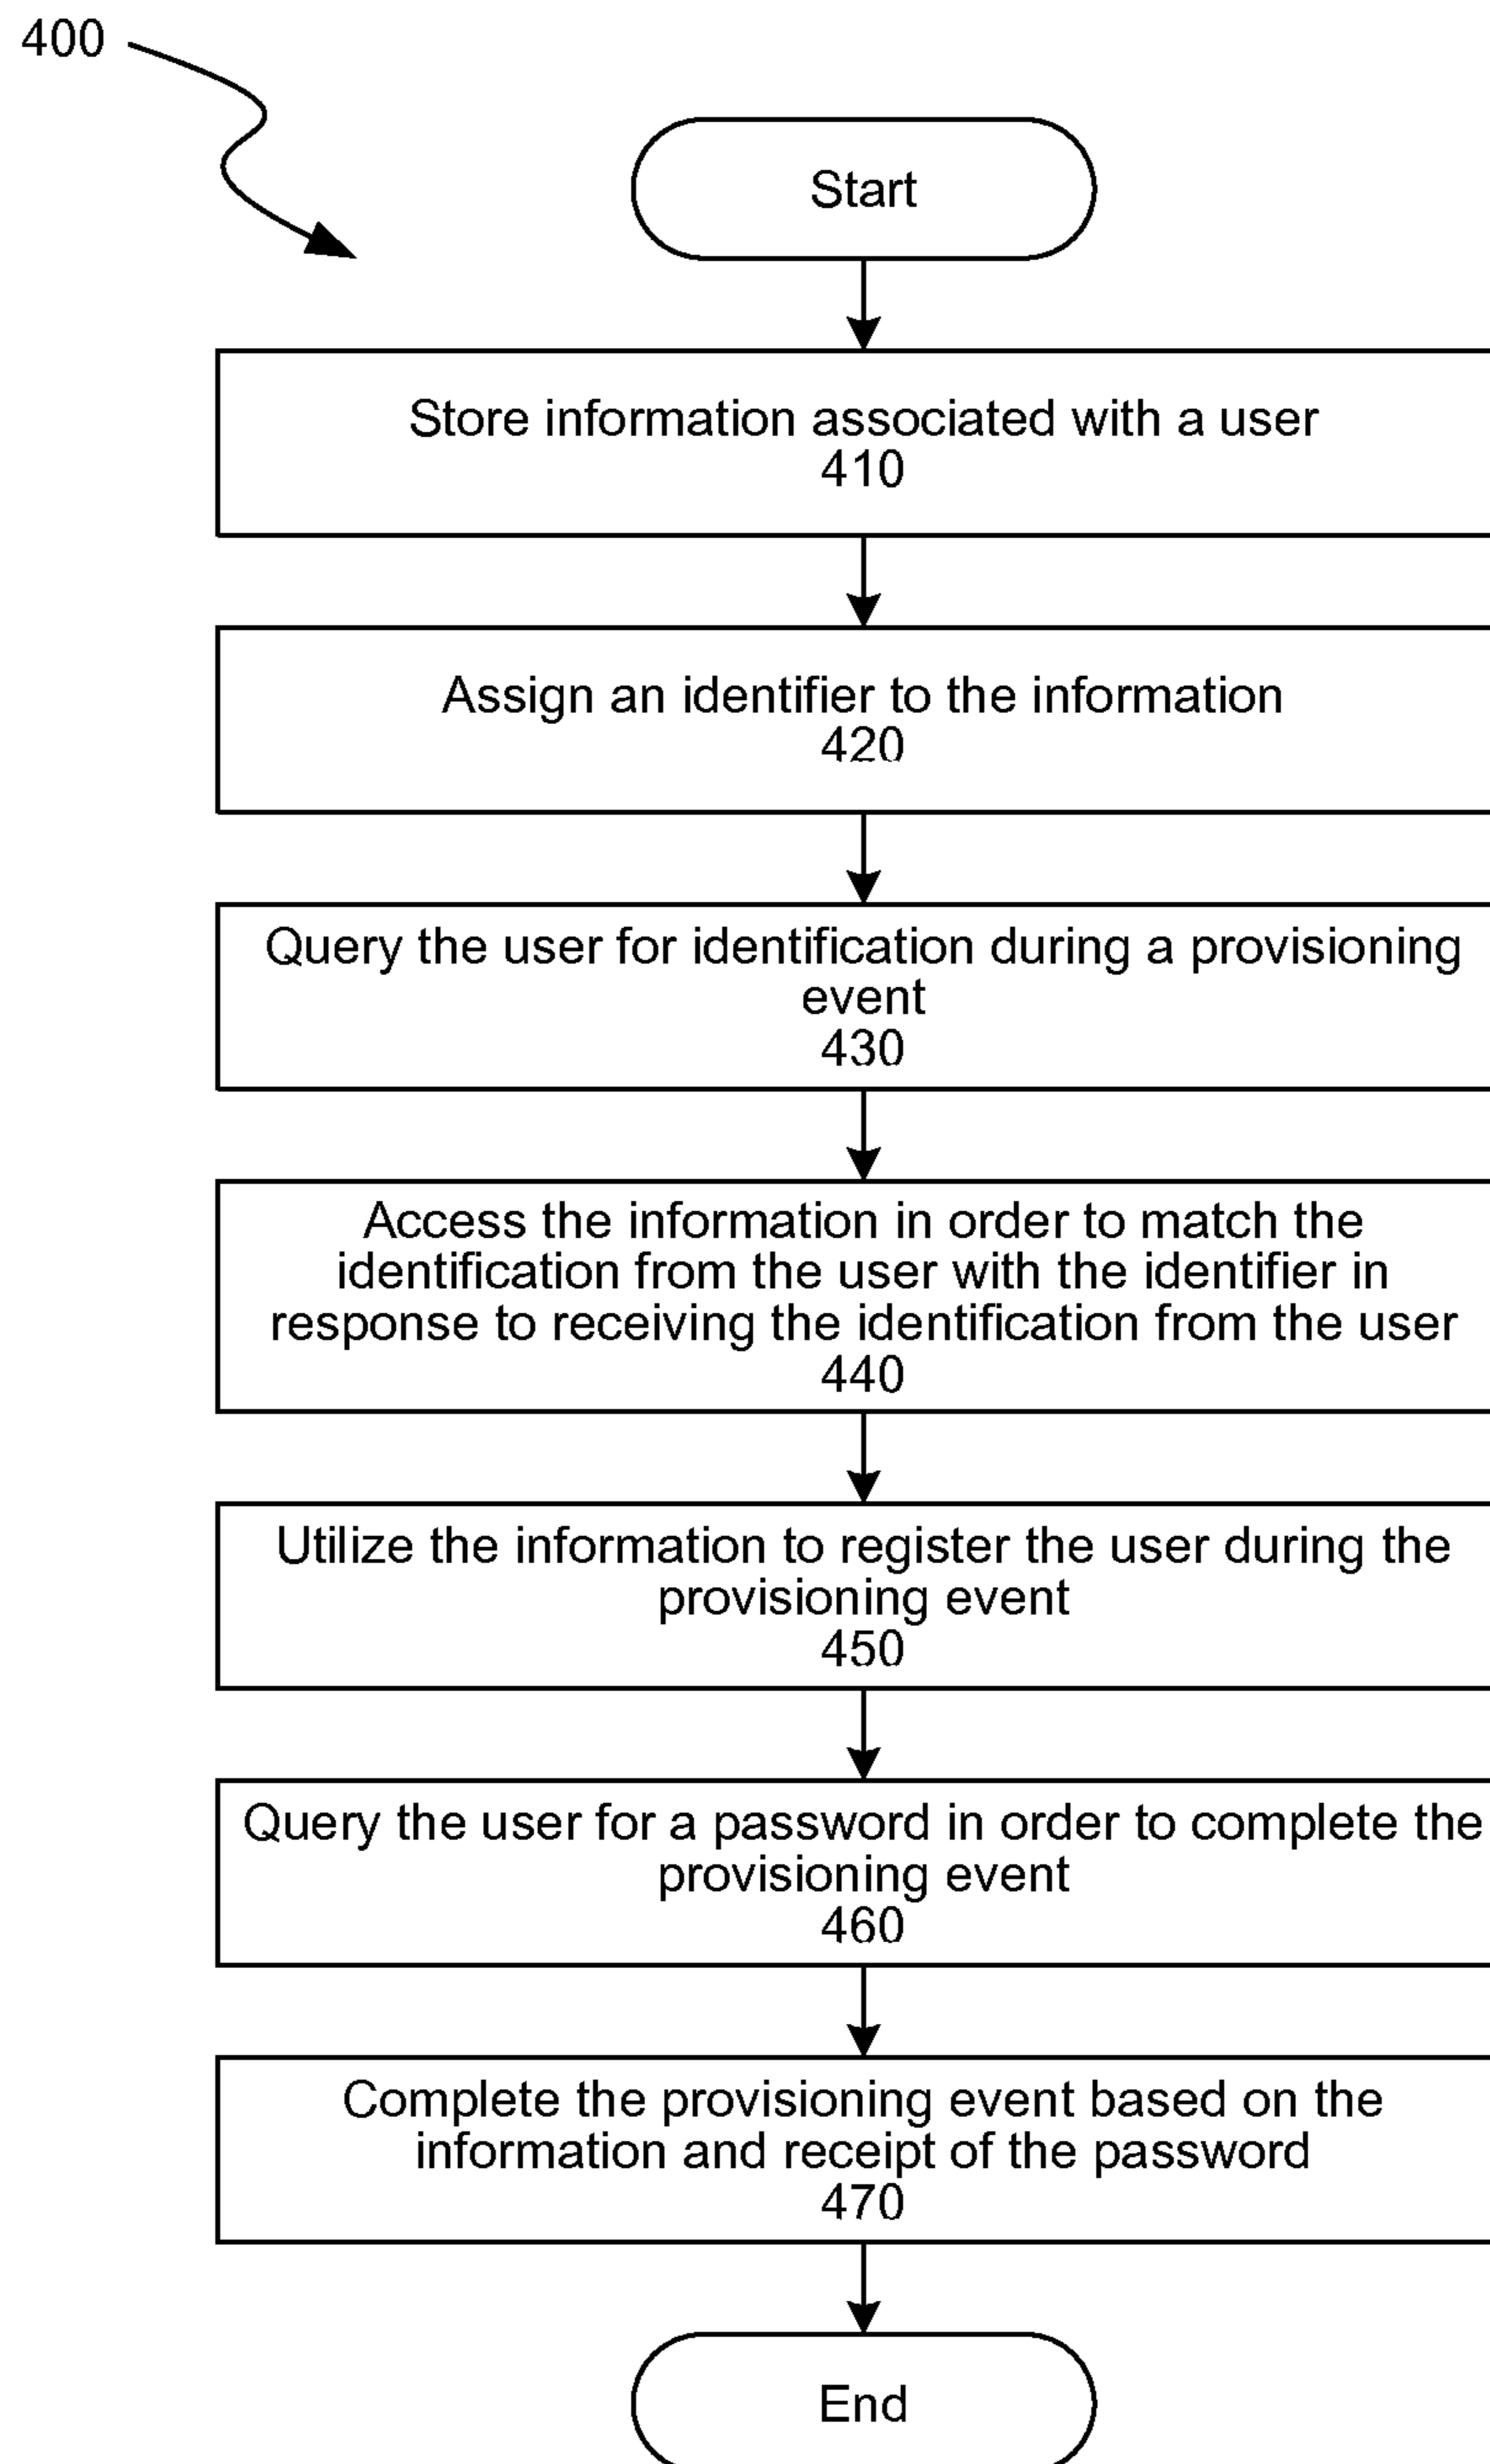 400
Start
Store information associated with a user
410
Assign an identifier to the information
420
Query the user for identification during a provisioning
event
430
Access the information in order to match the
identification from the user with the identifier in
response to receiving the identification from the user
440
Utilize the information to register the user during the
provisioning event
450
Query the user for a password in order to complete the
provisioning event
460
Complete the provisioning event based on the
information and receipt of the password
470
End